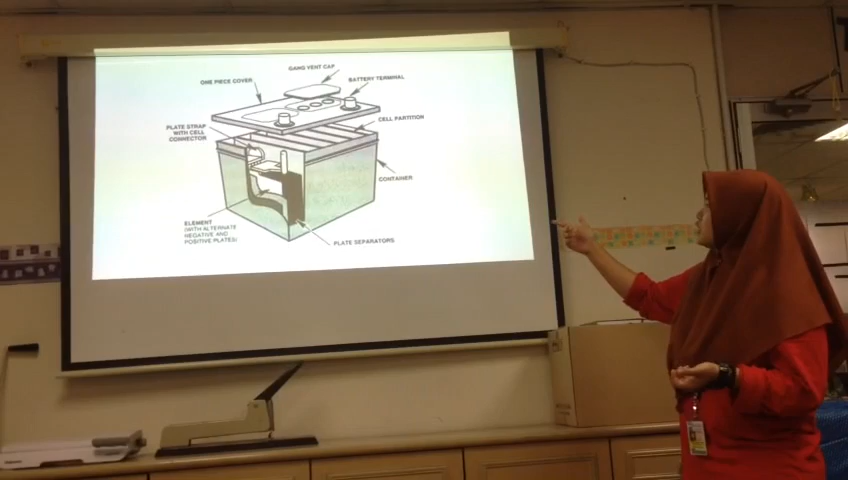 GANG VENT CAP
ONE PIECE COVER
BATTERY TERMINAL
CELL PARTITION
PLATE STRAP
WITH CELL
CONNECTOR
CONTAINER
ELEMENT
(WITH ALTERNATE
NEGATIVE AND
POSITIVE PLATES)
PLATE SEPARATORS